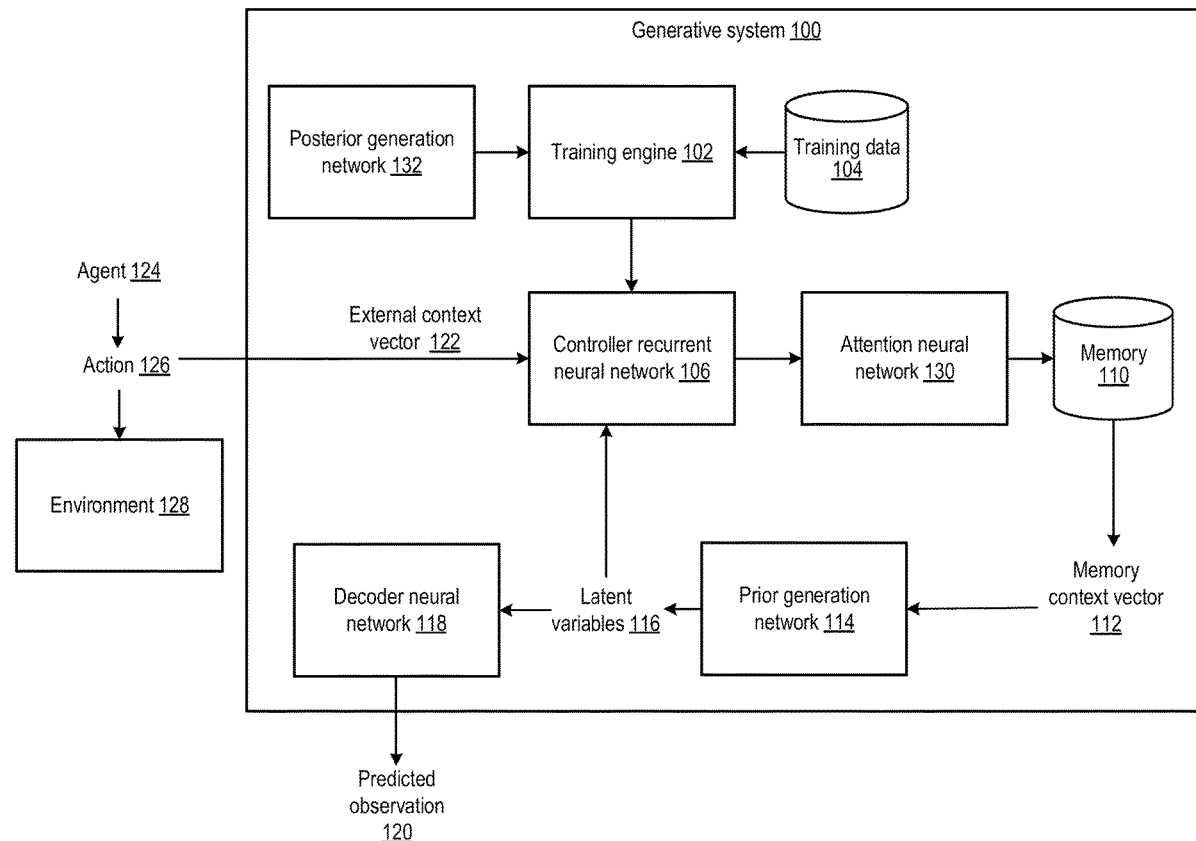 Generative system 100
Posterior generation
network 132
Training engine 102
Training data
104
Agent 124
External context
vector 122
Action 126
Controller recurrent
neural network 106
Attention neural
network 130
Memory
110
Environment 128
Decoder neural
network 118
Latent
variables 116
Prior generation
network 114
Memory
context vector
112
Predicted
observation
120